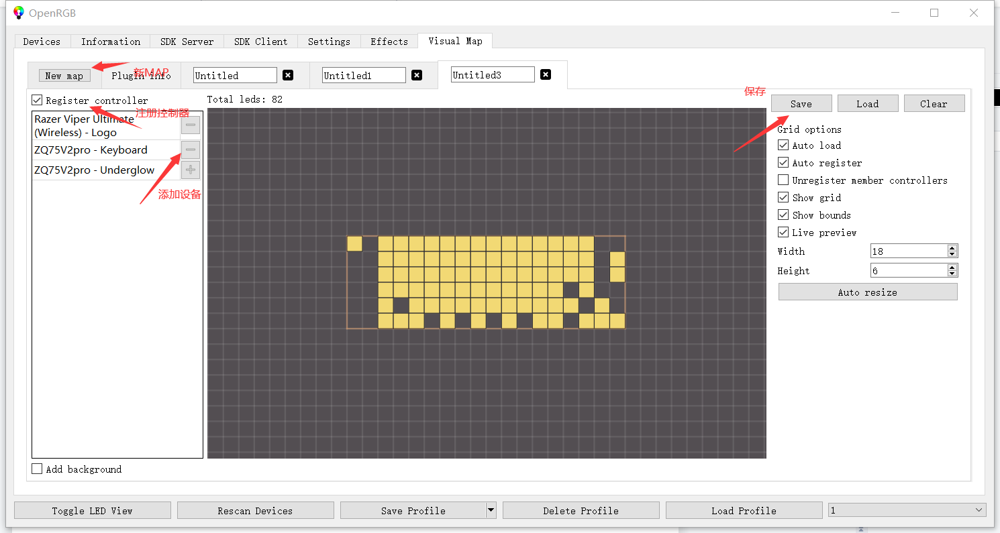 OpenRGB
Devices
Information
SDK Server
SDK Client
Settings
Effects
Visual Map
New map
新MAP
Plugin info
Untitled
Untitled1
Untitled3
Register controller
注册控制器
Total leds: 82
保存
Save
Load
Clear
Razer Viper Ultimate
(Wireless) - Logo
ZQ75V2pro - Keyboard
ZQ75V2pro - Underglow
添加设备
Grid options
Auto load
Auto register
Unregister member controllers
Show grid
Show bounds
Live preview
Width
18
Height
6
Auto resize
Add background
Toggle LED View
Rescan Devices
Save Profile
Delete Profile
Load Profile
1